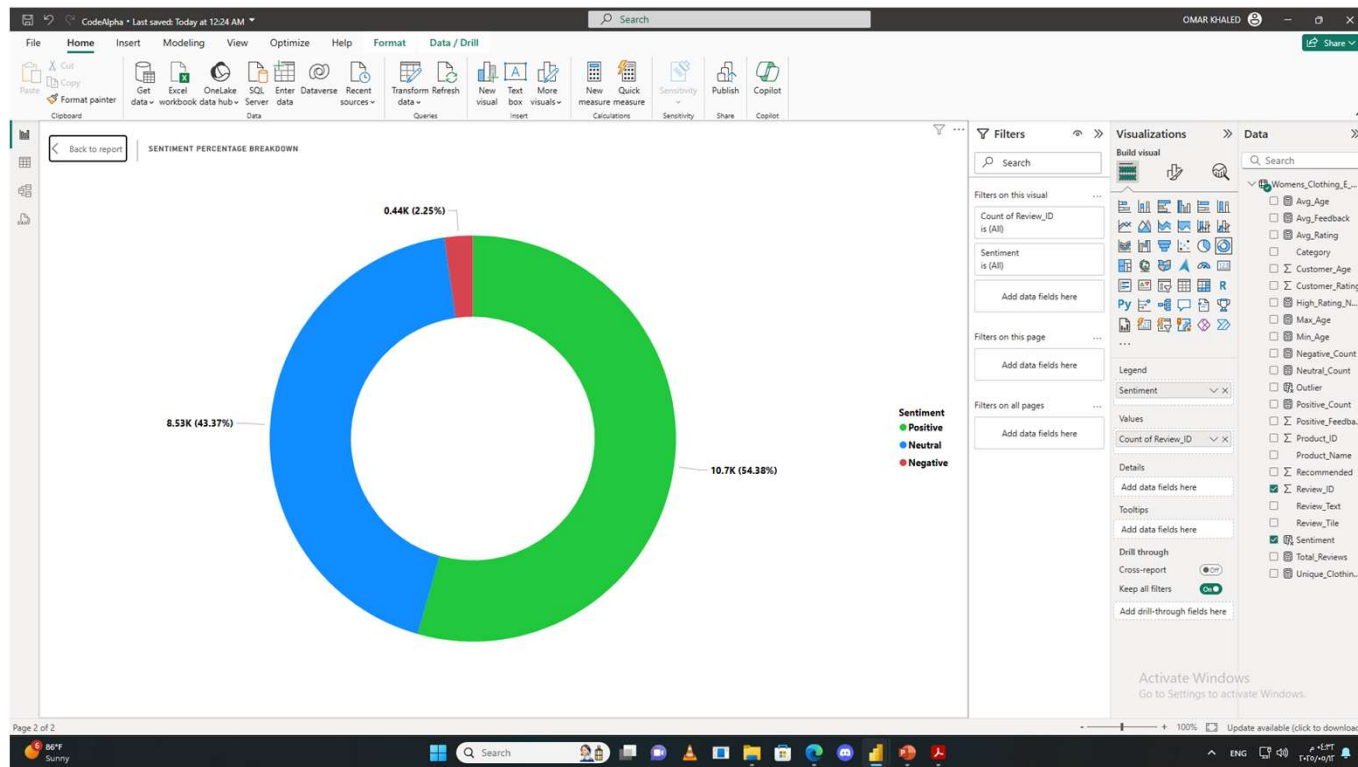 CodeAlpha • Last saved: Today at 12:24 AM
Search
OMAR KHALED
File Home Insert Modeling View Optimize Help Format Data / Drill
Share
Paste
Cut
Copy
Format painter
Clipboard
Get data
Excel workbook
OneLake data hub
SQL Server
Enter data
Dataverse
Recent sources
Data
Transform data
Refresh
Queries
New visual
Text box
More visuals
Insert
New measure
Quick measure
Calculations
Sensitivity
Sensitivity
Publish
Share
Copilot
Copilot
Back to report
SENTIMENT PERCENTAGE BREAKDOWN
0.44K (2.25%)
8.53K (43.37%)
10.7K (54.38%)
Sentiment
Positive
Neutral
Negative
Filters
Search
Filters on this visual ...
Count of Review_ID
is (All)
Sentiment
is (All)
Add data fields here
Filters on this page ...
Add data fields here
Filters on all pages ...
Add data fields here
Visualizations
Build visual
R
Py
...
Legend
Sentiment
Values
Count of Review_ID
Details
Add data fields here
Tooltips
Add data fields here
Drill through
Cross-report Off
Keep all filters On
Add drill-through fields here
Data
Search
Womens_Clothing_E_...
Avg_Age
Avg_Feedback
Avg_Rating
Category
Customer_Age
Customer_Rating
High_Rating_N...
Max_Age
Min_Age
Negative_Count
Neutral_Count
Outlier
Positive_Count
Positive_Feedba...
Product_ID
Product_Name
Recommended
Review_ID
Review_Text
Review_Tile
Sentiment
Total_Reviews
Unique_Clothin...
Activate Windows
Go to Settings to activate Windows.
Page 2 of 2
100%
Update available (click to download
6
86°F
Sunny
Search
ENG